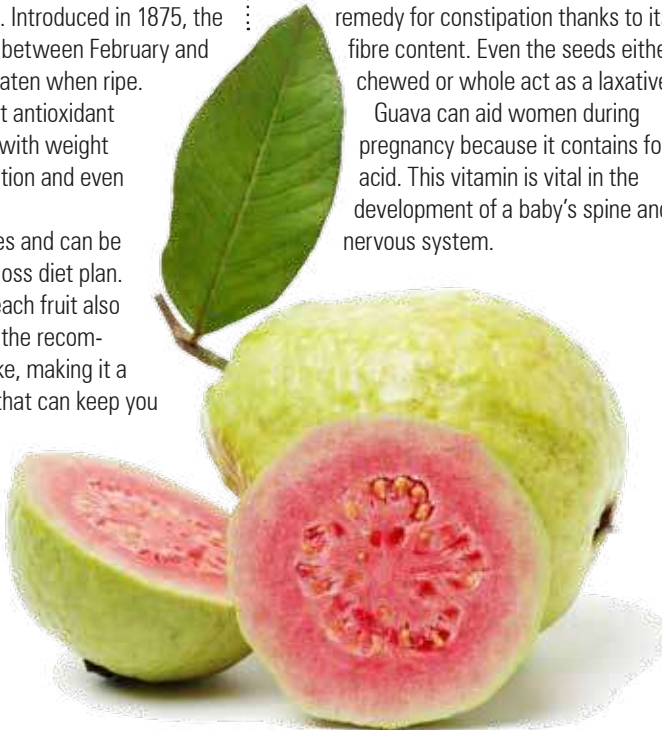 . Introduced in 1875, the
between February and
aten when ripe.
t antioxidant
with weight
tion and even
es and can be
oss diet plan.
each fruit also
the recom-
ke, making it a
that can keep you
remedy for constipation thanks to its
fibre content. Even the seeds eithe
chewed or whole act as a laxative
Guava can aid women during
pregnancy because it contains fo
acid. This vitamin is vital in the
development of a baby’s spine and
nervous system.